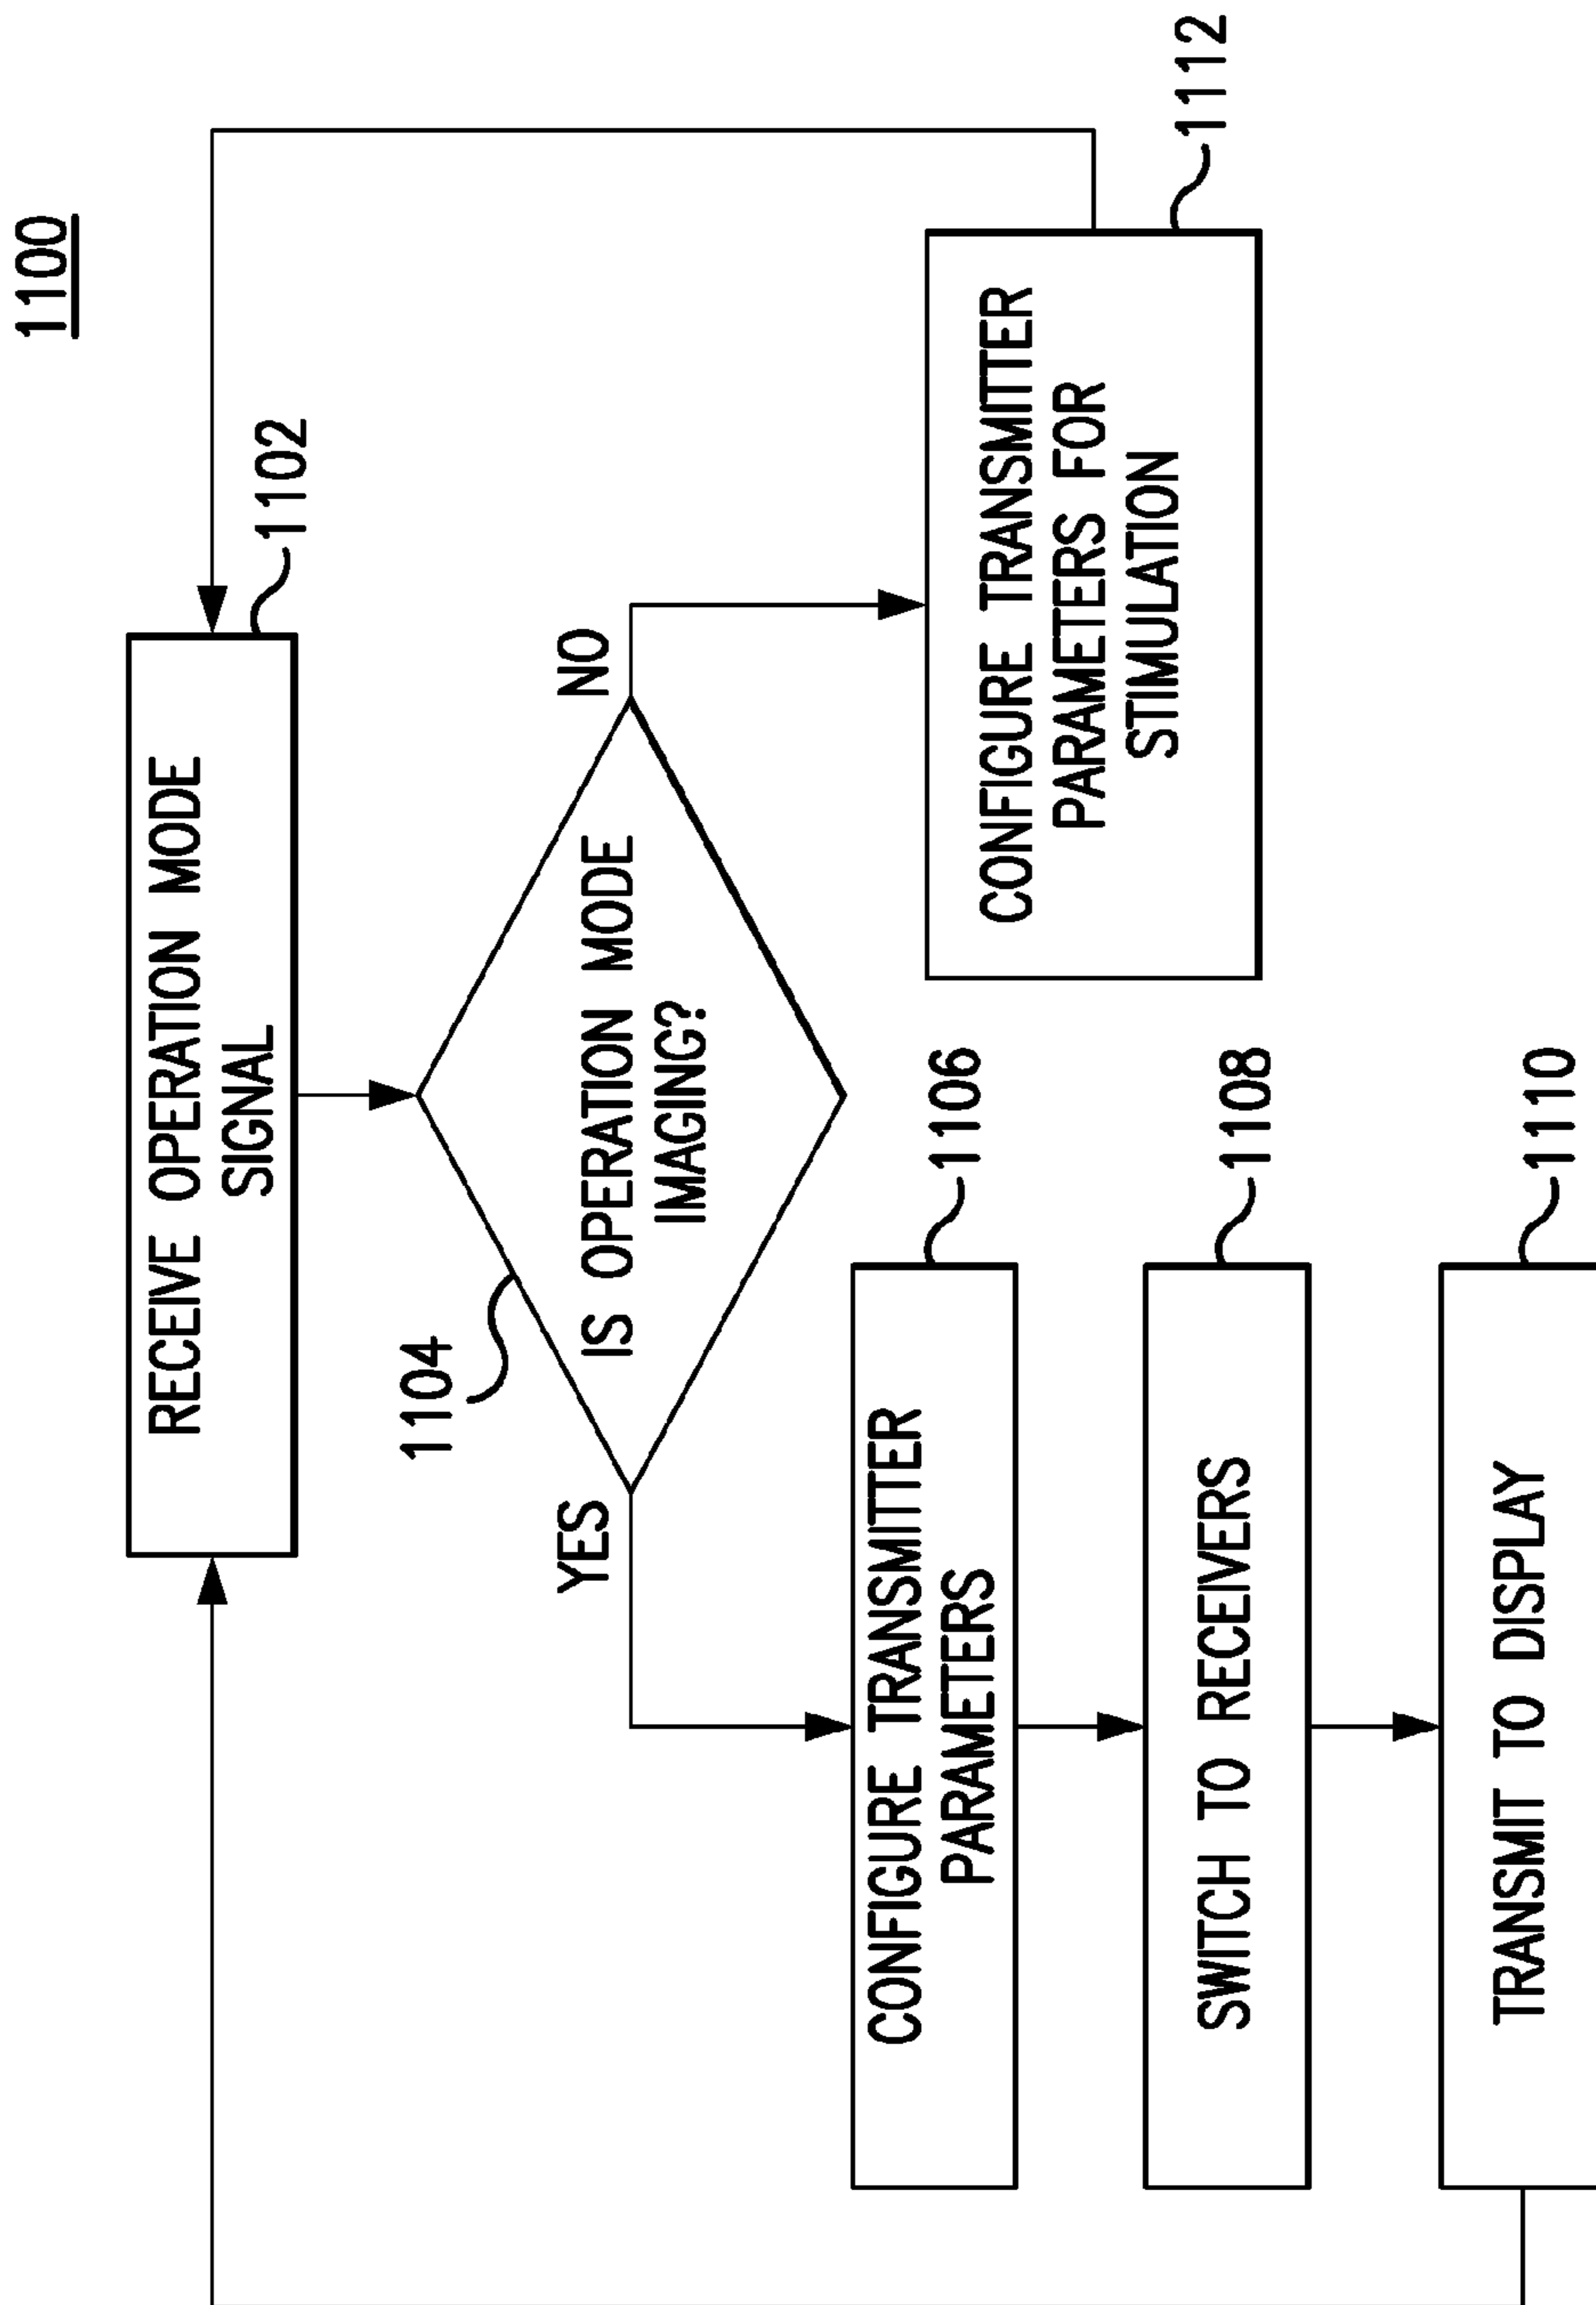 1100
RECEIVE OPERATION MODE
SIGNAL
1102
1104
IS OPERATION MODE
IMAGING?
YES
NO
CONFIGURE TRANSMITTER
PARAMETERS
1106
SWITCH TO RECEIVERS
1108
TRANSMIT TO DISPLAY
1110
CONFIGURE TRANSMITTER
PARAMETERS FOR
STIMULATION
1112